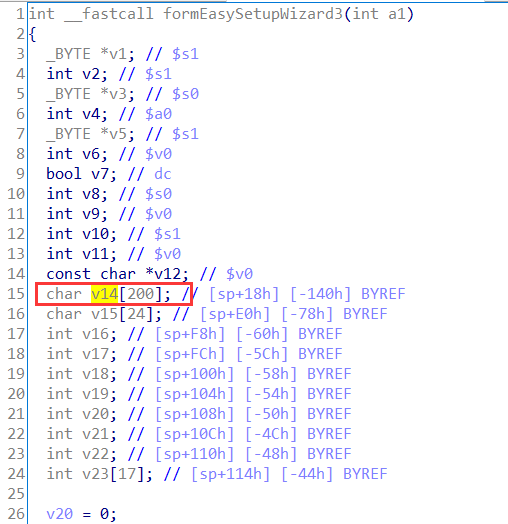 1 int __fastcall formEasySetupWizard3(int a1)
2 {
3 _BYTE *v1; // $s1
4 int v2; // $s1
5 _BYTE *v3; // $s0
6 int v4; // $a0
7 _BYTE *v5; // $s1
8 int v6; // $v0
9 bool v7; // dc
10 int v8; // $s0
11 int v9; // $v0
12 int v10; // $s1
13 int v11; // $v0
14 const char *v12; // $v0
15 char v14[200]; // [sp+18h] [-140h] BYREF
16 char v15[24]; // [sp+E0h] [-78h] BYREF
17 int v16; // [sp+F8h] [-60h] BYREF
18 int v17; // [sp+FCh] [-5Ch] BYREF
19 int v18; // [sp+100h] [-58h] BYREF
20 int v19; // [sp+104h] [-54h] BYREF
21 int v20; // [sp+108h] [-50h] BYREF
22 int v21; // [sp+10Ch] [-4Ch] BYREF
23 int v22; // [sp+110h] [-48h] BYREF
24 int v23[17]; // [sp+114h] [-44h] BYREF
25
26 v20 = 0;